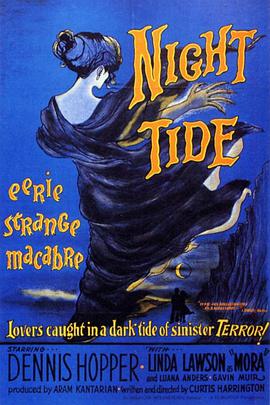 NIGHT
TIDE
eerie
strange
macabre
Lovers caught in a dark tide of sinister TERROR!
STARRING... WITH...
DENNIS HOPPER · LINDA LAWSON as "MORA"
and LUANA ANDERS · GAVIN MUIR
produced by ARAM KANTARIAN · written and directed by CURTIS HARRINGTON